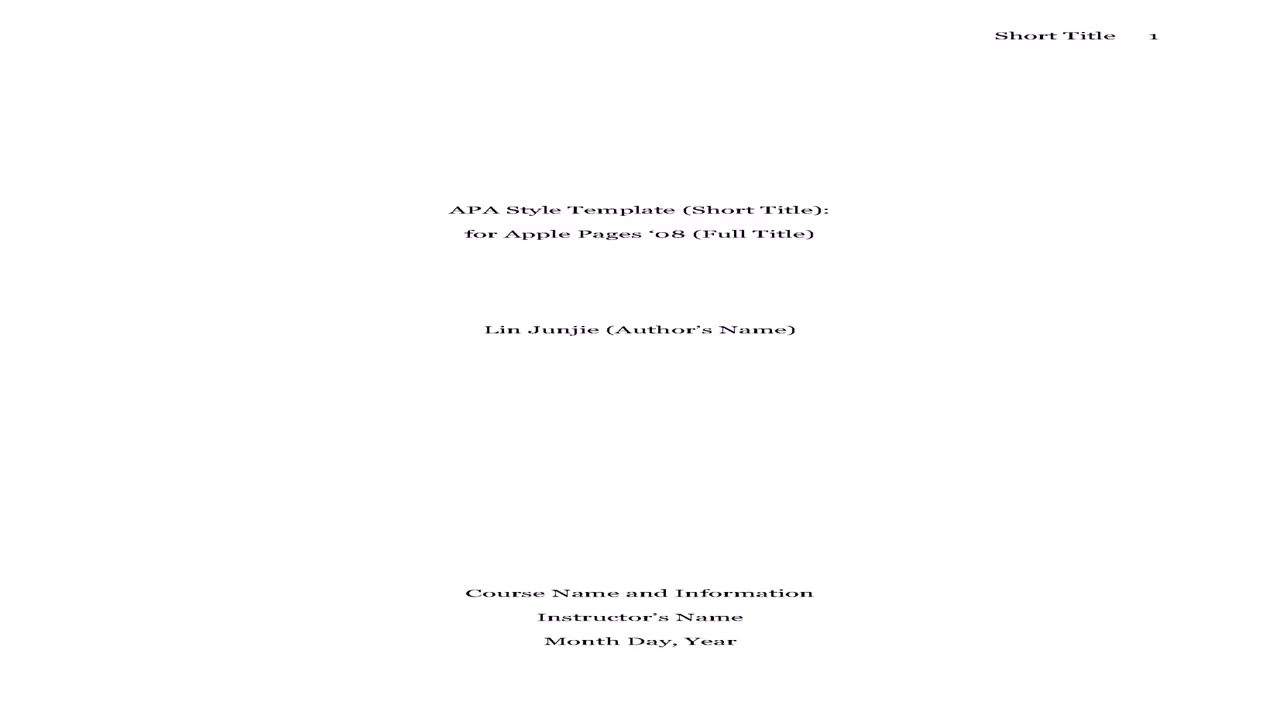 Short Title 1
APA Style Template (Short Title):
for Apple Pages ‘08 (Full Title)
Lin Junjie (Author’s Name)
Course Name and Information
Instructor’s Name
Month Day, Year